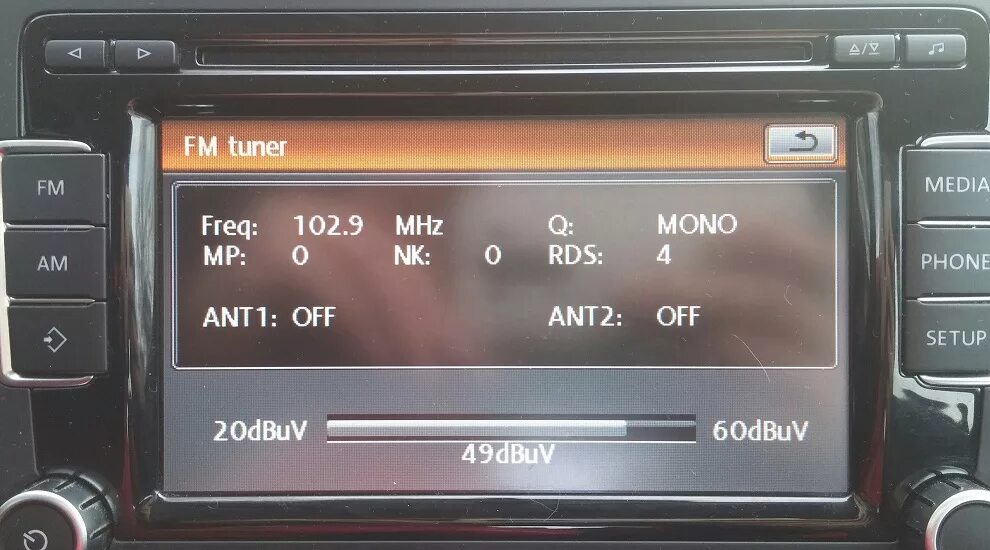 FM tuner
FM
MEDIA
Freq: 102.9 MHz Q: MONO
MP: 0 NK: 0 RDS: 4
AM
PHONE
ANT1: OFF ANT2: OFF
SETUP
20dBuV 60dBuV
49dBuV